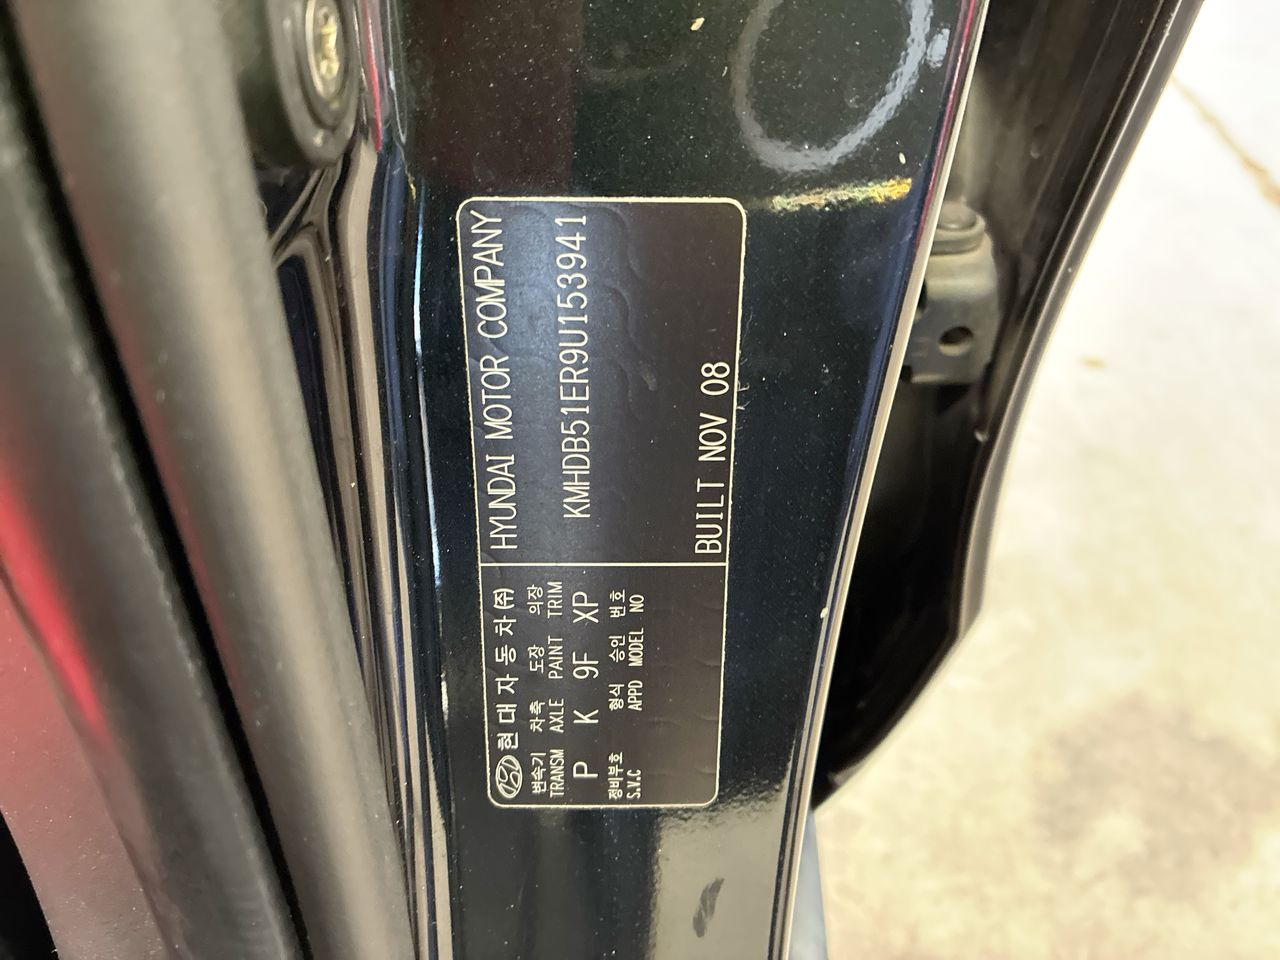 현대자동차㈜ HYUNDAI MOTOR COMPANY
변속기 차축 도장 의장
TRANSM AXLE PAINT TRIM
P K 9F XP
KMHDB51ER9U153941
정비부호 형식 승인 번호
S.V.C APPD MODEL NO
BUILT NOV 08